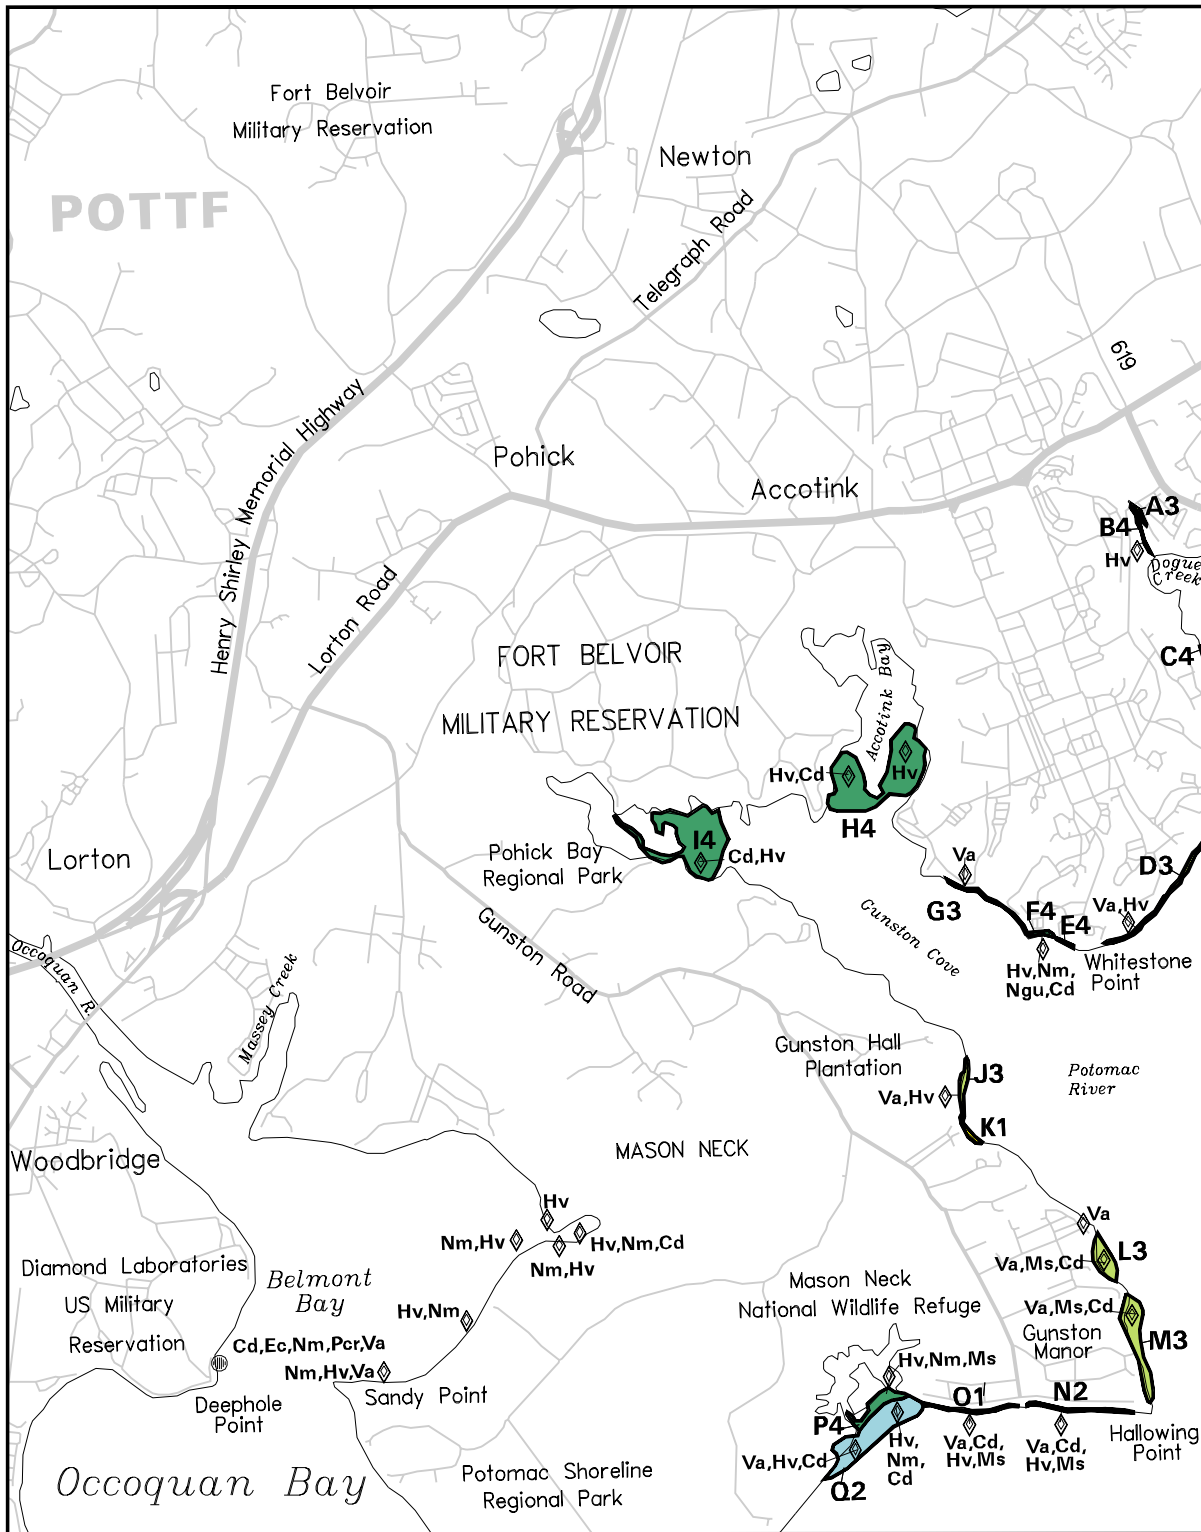 Fort Belvoir
Military Reservation
Newton
POTTF
Telegraph Road
619
Henry Shirley Memorial Highway
Pohick
Accotink
A3
B4
Hv
Dogue
Creek
Lorton Road
C4
FORT BELVOIR
MILITARY RESERVATION
Accotink Bay
Hv,Cd
Hv
H4
I4
Cd,Hv
Pohick Bay
Regional Park
Lorton
Va
G3
F4
E4
Va,Hv
D3
Hv,Nm,
Ngu,Cd
Whitestone
Point
Gunston Cove
Gunston Road
Occoquan R.
Massey Creek
Gunston Hall
Plantation
J3
Va,Hv
K1
Potomac
River
Woodbridge
MASON NECK
Hv
Nm,Hv
Hv,Nm,Cd
Nm,Hv
Va
L3
Va,Ms,Cd
Diamond Laboratories
US Military
Reservation
Belmont
Bay
Hv,Nm
Mason Neck
National Wildlife Refuge
Va,Ms,Cd
Gunston
Manor
M3
Cd,Ec,Nm,Pcr,Va
Nm,Hv,Va
Sandy Point
Deephole
Point
Hv,Nm,Ms
O1
N2
P4
Va,Hv,Cd
Hv,
Nm,
Cd
Va,Cd,
Hv,Ms
Va,Cd,
Hv,Ms
Hallowing
Point
Q2
Occoquan Bay
Potomac Shoreline
Regional Park